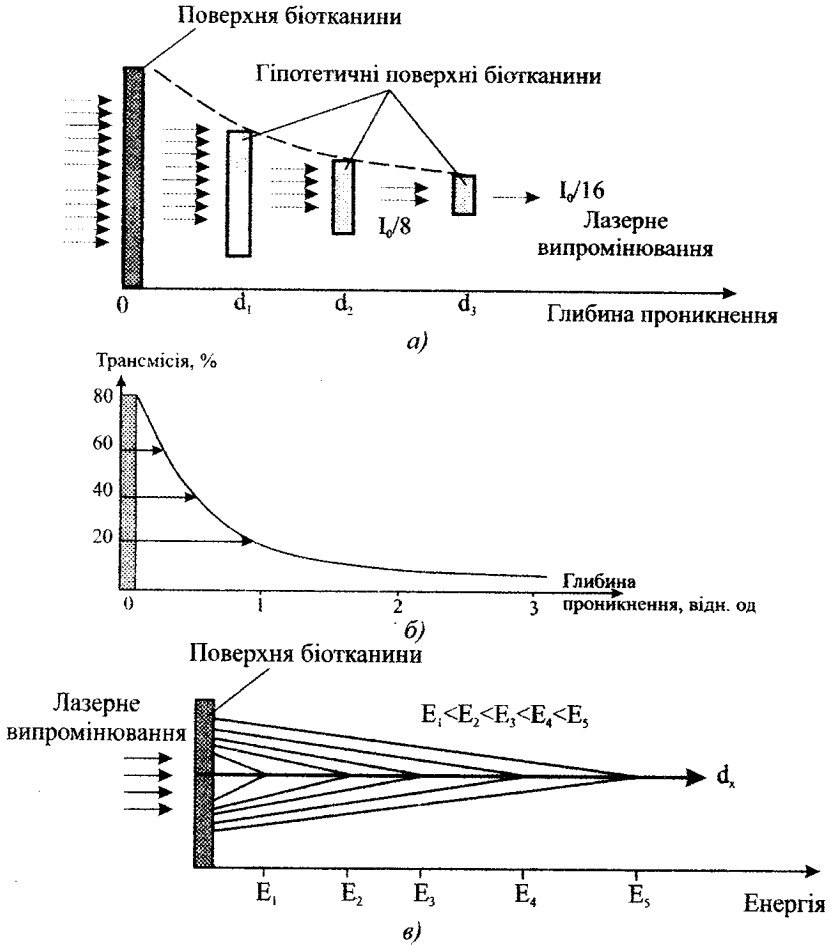 Поверхня біотканини
Гіпотетичні поверхні біотканини
I₀/16
I₀/8
Лазерне
випромінювання
0
d₁
d₂
d₃
Глибина проникнення
а)
Трансмісія, %
80
60
40
20
0
1
2
3
Глибина
проникнення, відн. од
б)
Поверхня біотканини
Лазерне
випромінювання
E₁<E₂<E₃<E₄<E₅
dₓ
E₁
E₂
E₃
E₄
E₅
Енергія
в)